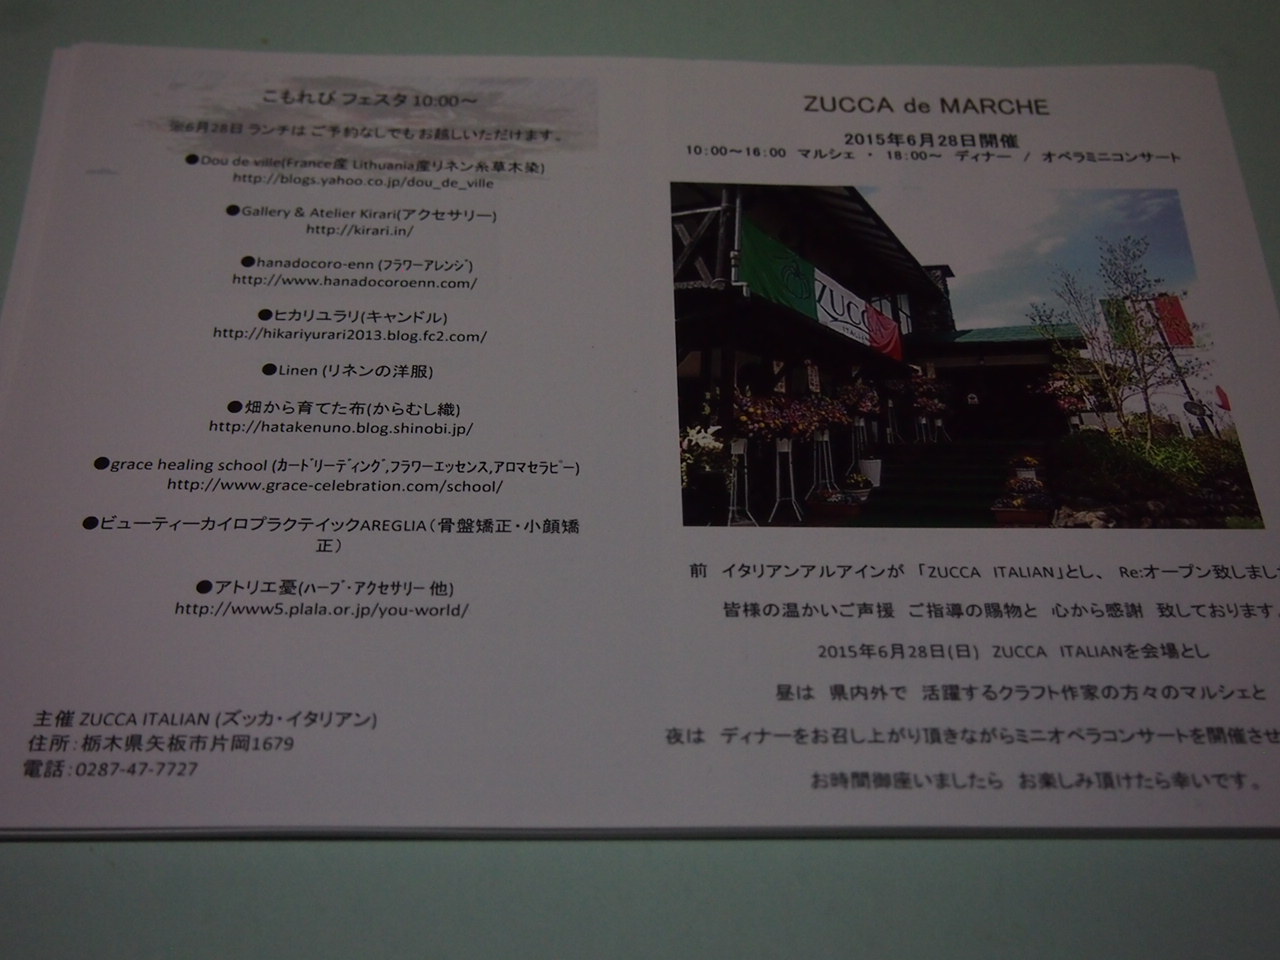 こもれび フェスタ 10:00～
※6月28日 ランチは ご予約なしでも お越しいただけます。
●Dou de ville(France産 Lithuania産リネン糸草木染)
http://blogs.yahoo.co.jp/dou_de_ville
●Gallery & Atelier Kirari(アクセサリー)
http://kirari.in/
●hanadocoro-enn (ﾌﾗﾜｰアレンジ)
http://www.hanadocoroenn.com/
●ヒカリユラリ(キャンドル)
http://hikariyurari2013.blog.fc2.com/
●Linen (リネンの洋服)
●畑から育てた布(からむし織)
http://hatakenuno.blog.shinobi.jp/
●grace healing school (ｶｰﾄﾞﾘｰﾃﾞｨﾝｸﾞ,フラワーエッセンス,アロマセラピー)
http://www.grace-celebration.com/school/
●ビューティーカイロプラクテイックAREGLIA（骨盤矯正・小顔矯
正）
●アトリエ憂(ﾊｰﾌﾞ・アクセサリー 他)
http://www5.plala.or.jp/you-world/
主催 ZUCCA ITALIAN (ズッカ・イタリアン)
住所：栃木県矢板市片岡1679
電話：0287-47-7727
ZUCCA de MARCHE
2015年6月28日開催
10:00～16:00 マルシェ ・ 18:00～ ディナー / オペラミニコンサート
ZUCCA
ITALIAN
前 イタリアンアルアインが 「ZUCCA ITALIAN」とし、 Re:オープン致しまし
皆様の温かいご声援 ご指導の賜物と 心から感謝 致しております。
2015年6月28日(日) ZUCCA ITALIANを会場とし
昼は 県内外で 活躍するクラフト作家の方々のマルシェと
夜は ディナーをお召し上がり頂きながらミニオペラコンサートを開催させ
お時間御座いましたら お楽しみ頂けたら幸いです。